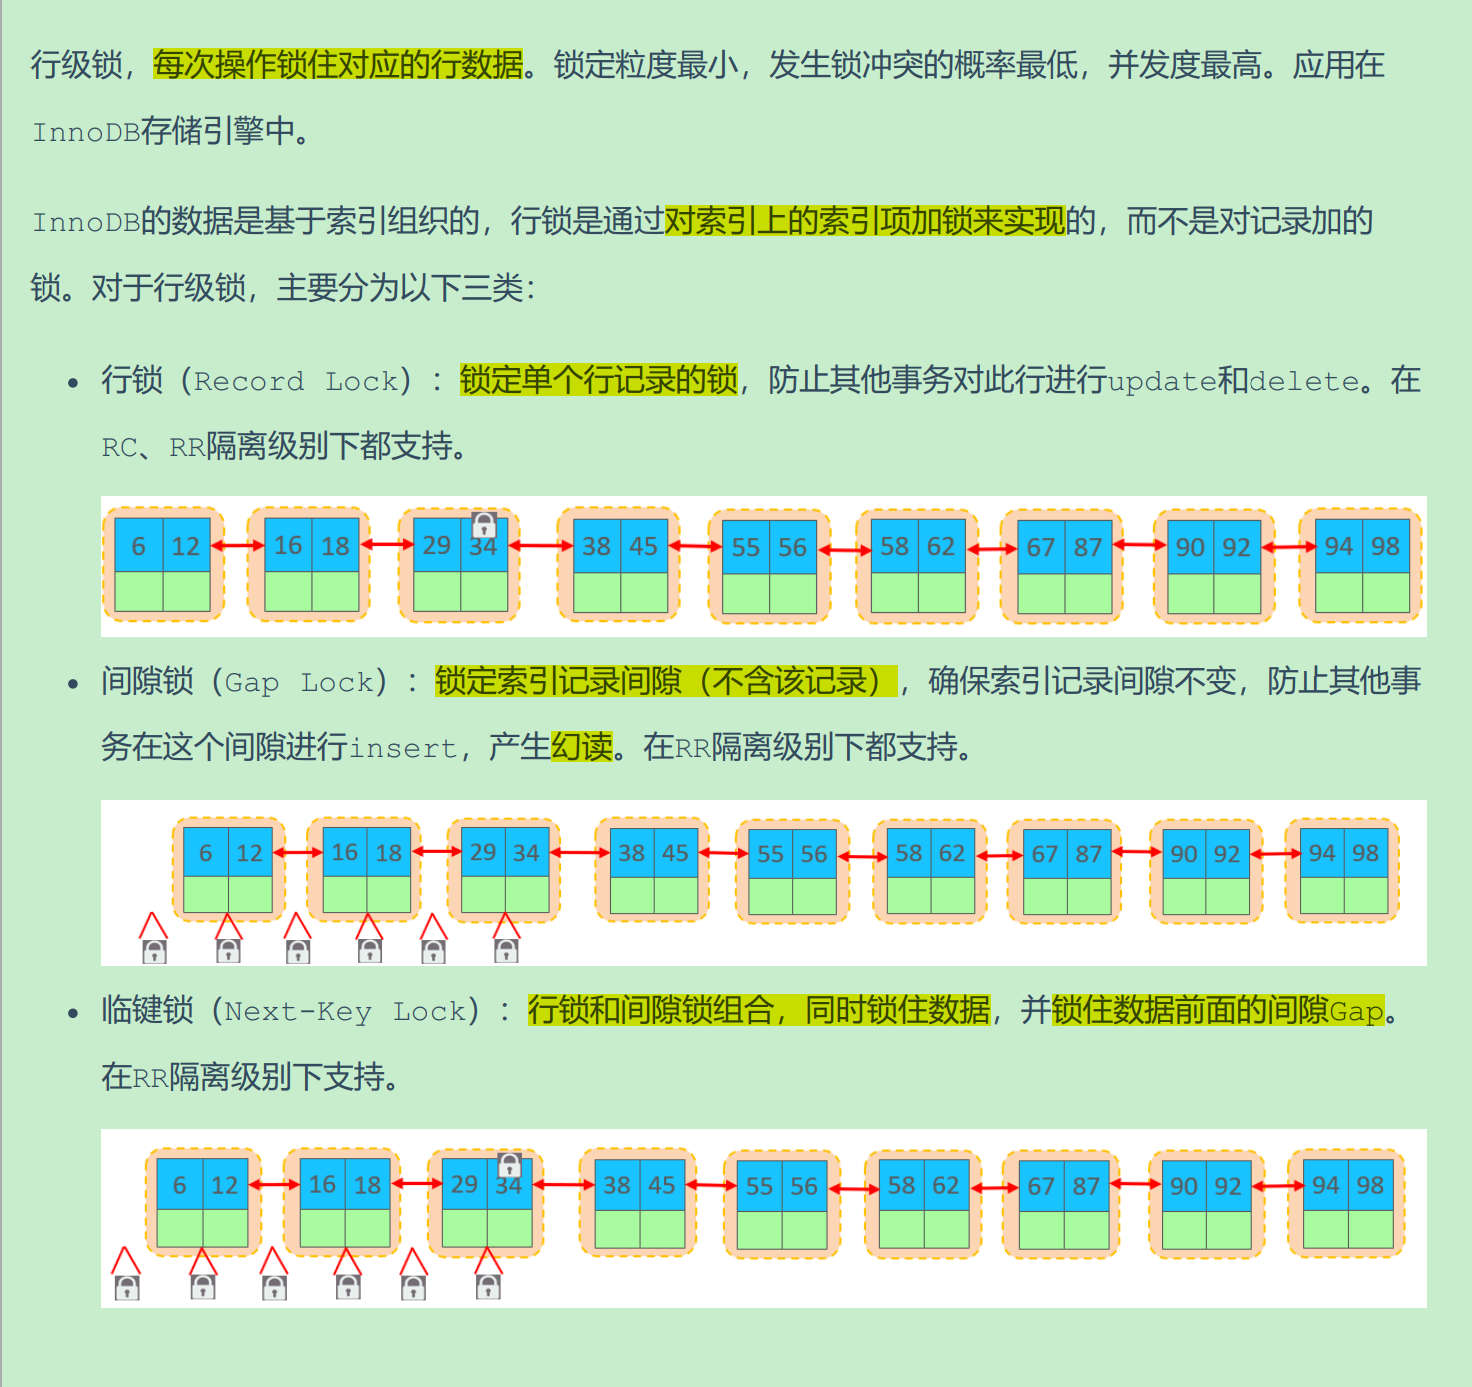 行级锁，每次操作锁住对应的行数据。锁定粒度最小，发生锁冲突的概率最低，并发度最高。应用在
InnoDB存储引擎中。
InnoDB的数据是基于索引组织的，行锁是通过对索引上的索引项加锁来实现的，而不是对记录加的
锁。对于行级锁，主要分为以下三类：
行锁（Record Lock）：锁定单个行记录的锁，防止其他事务对此行进行update和delete。在
RC、RR隔离级别下都支持。
6 12 16 18 29 34 38 45 55 56 58 62 67 87 90 92 94 98
间隙锁（Gap Lock）：锁定索引记录间隙（不含该记录），确保索引记录间隙不变，防止其他事
务在这个间隙进行insert，产生幻读。在RR隔离级别下都支持。
6 12 16 18 29 34 38 45 55 56 58 62 67 87 90 92 94 98
临键锁（Next-Key Lock）：行锁和间隙锁组合，同时锁住数据，并锁住数据前面的间隙Gap。
在RR隔离级别下支持。
6 12 16 18 29 34 38 45 55 56 58 62 67 87 90 92 94 98